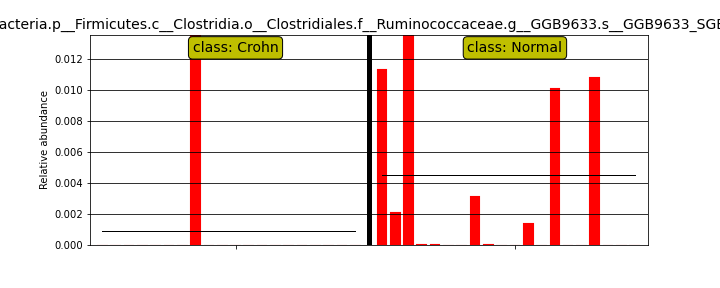 acteria.p__Firmicutes.c__Clostridia.o__Clostridiales.f__Ruminococcaceae.g__GGB9633.s__GGB9633_SGB
class: Crohn
class: Normal
0.012
0.010
0.008
0.006
0.004
0.002
0.000
Relative abundance